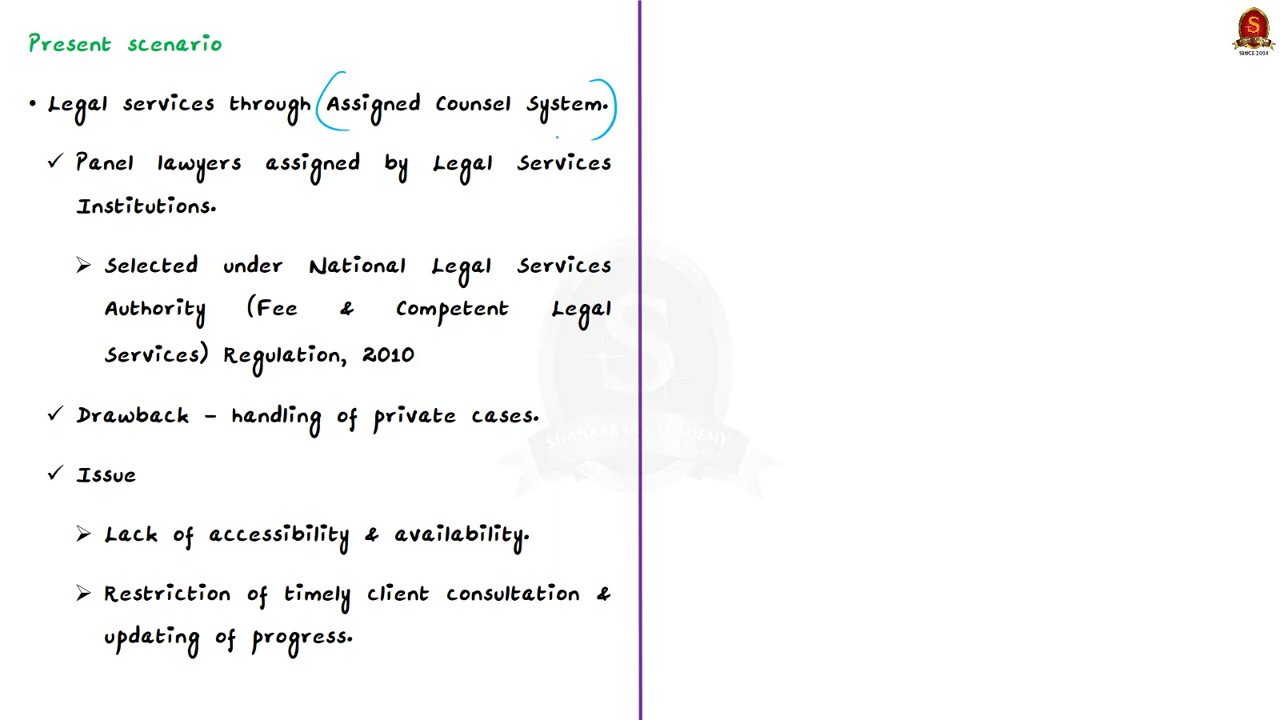 Present scenario
• Legal services through Assigned Counsel System.
✓ Panel lawyers assigned by Legal Services
Institutions.
➢ Selected under National Legal Services
Authority (Fee & Competent Legal
Services) Regulation, 2010
✓ Drawback – handling of private cases.
✓ Issue
➢ Lack of accessibility & availability.
➢ Restriction of timely client consultation &
updating of progress.
S
SINCE 2004
S